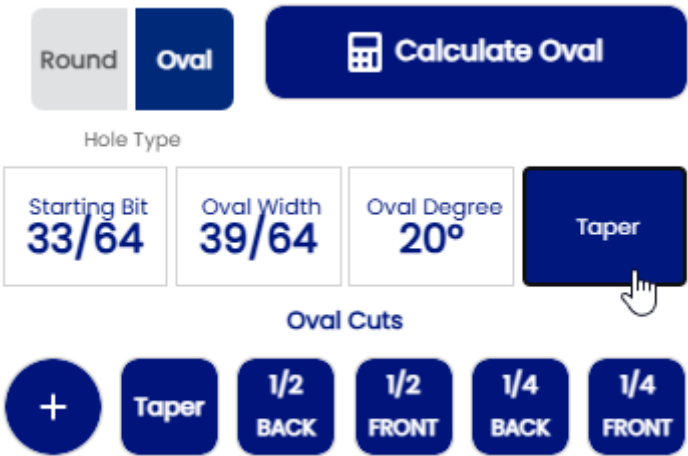 Round
Oval
Calculate Oval
Hole Type
Starting Bit
33/64
Oval Width
39/64
Oval Degree
20°
Taper
Oval Cuts
+
Taper
1/2
BACK
1/2
FRONT
1/4
BACK
1/4
FRONT